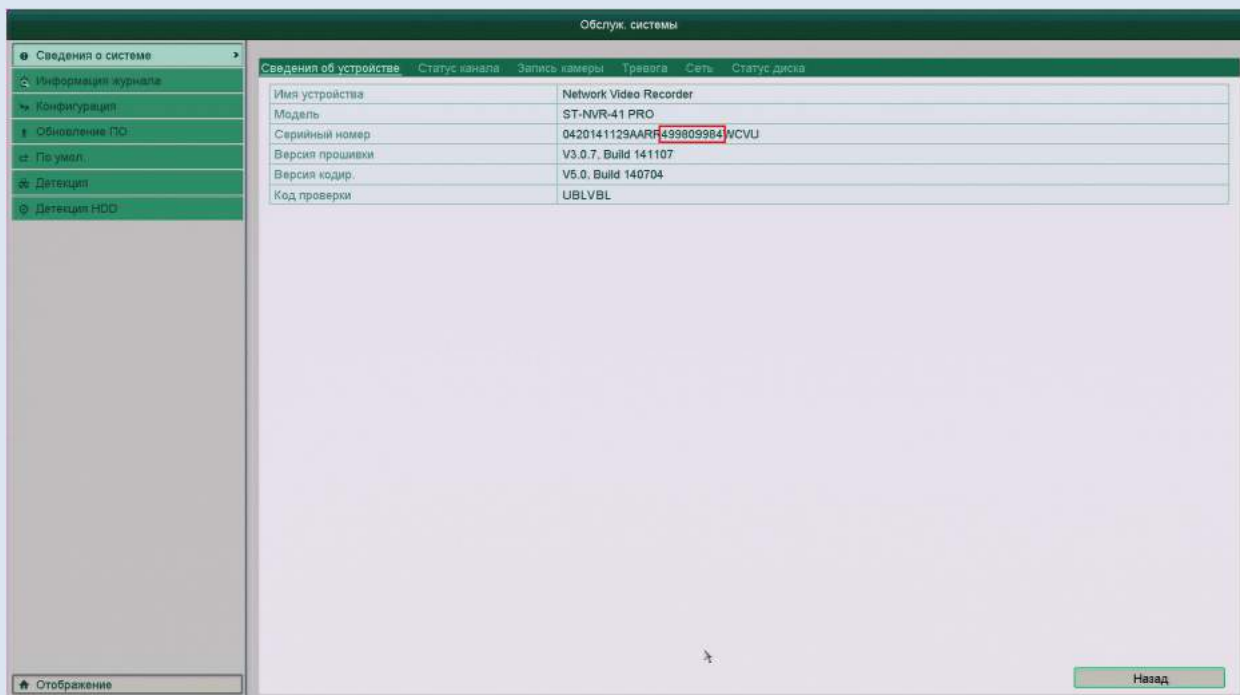 Обслуж. системы
Сведения о системе
Информация журнала
Конфигурация
Обновление ПО
По умол.
Детекция
Детекция HDD
Отображение
Сведения об устройстве Статус канала Запись камеры Тревога Сеть Статус диска
Имя устройства Network Video Recorder
Модель ST-NVR-41 PRO
Серийный номер 0420141129AARR499809984WCVU
Версия прошивки V3.0.7, Build 141107
Версия кодир. V5.0, Build 140704
Код проверки UBLVBL
Назад